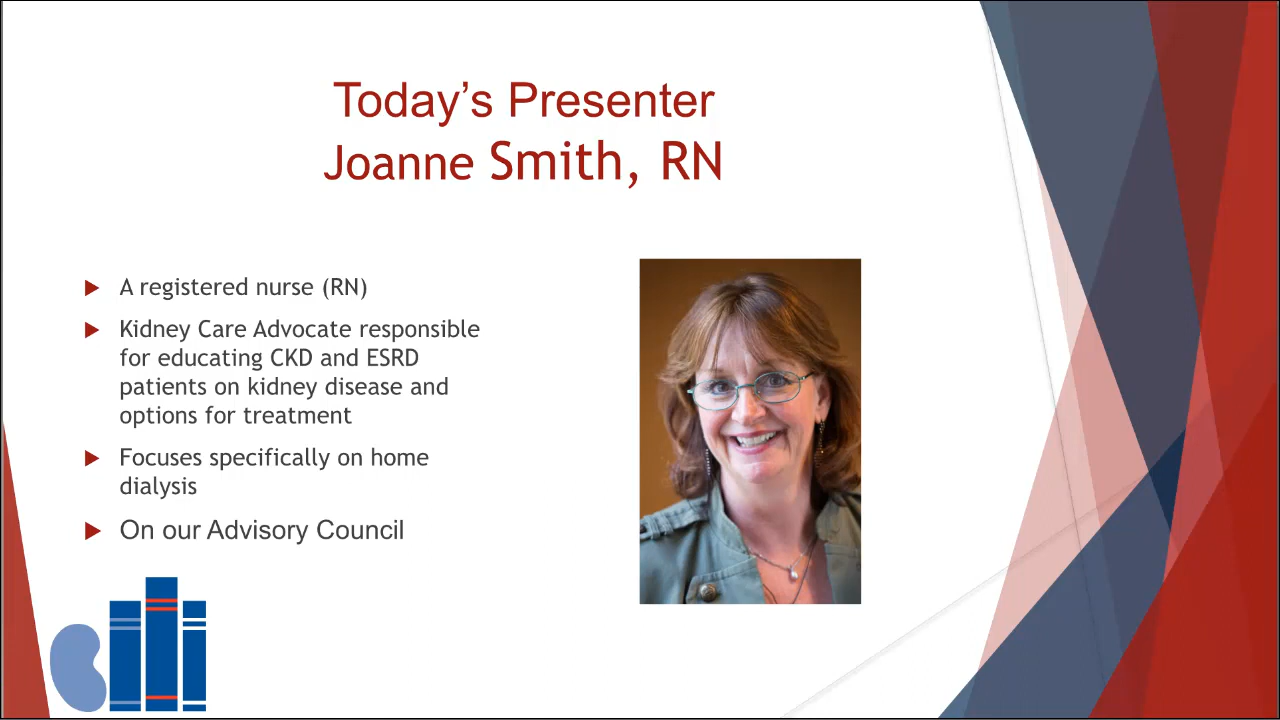 Today’s Presenter
Joanne Smith, RN
A registered nurse (RN)
Kidney Care Advocate responsible
for educating CKD and ESRD
patients on kidney disease and
options for treatment
Focuses specifically on home
dialysis
On our Advisory Council